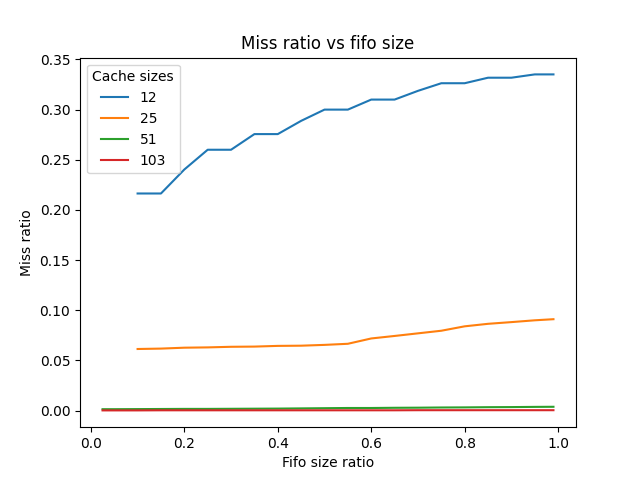 Miss ratio vs fifo size
Cache sizes
12
25
51
103
0.35
0.30
0.25
0.20
0.15
0.10
0.05
0.00
Miss ratio
0.0 0.2 0.4 0.6 0.8 1.0
Fifo size ratio